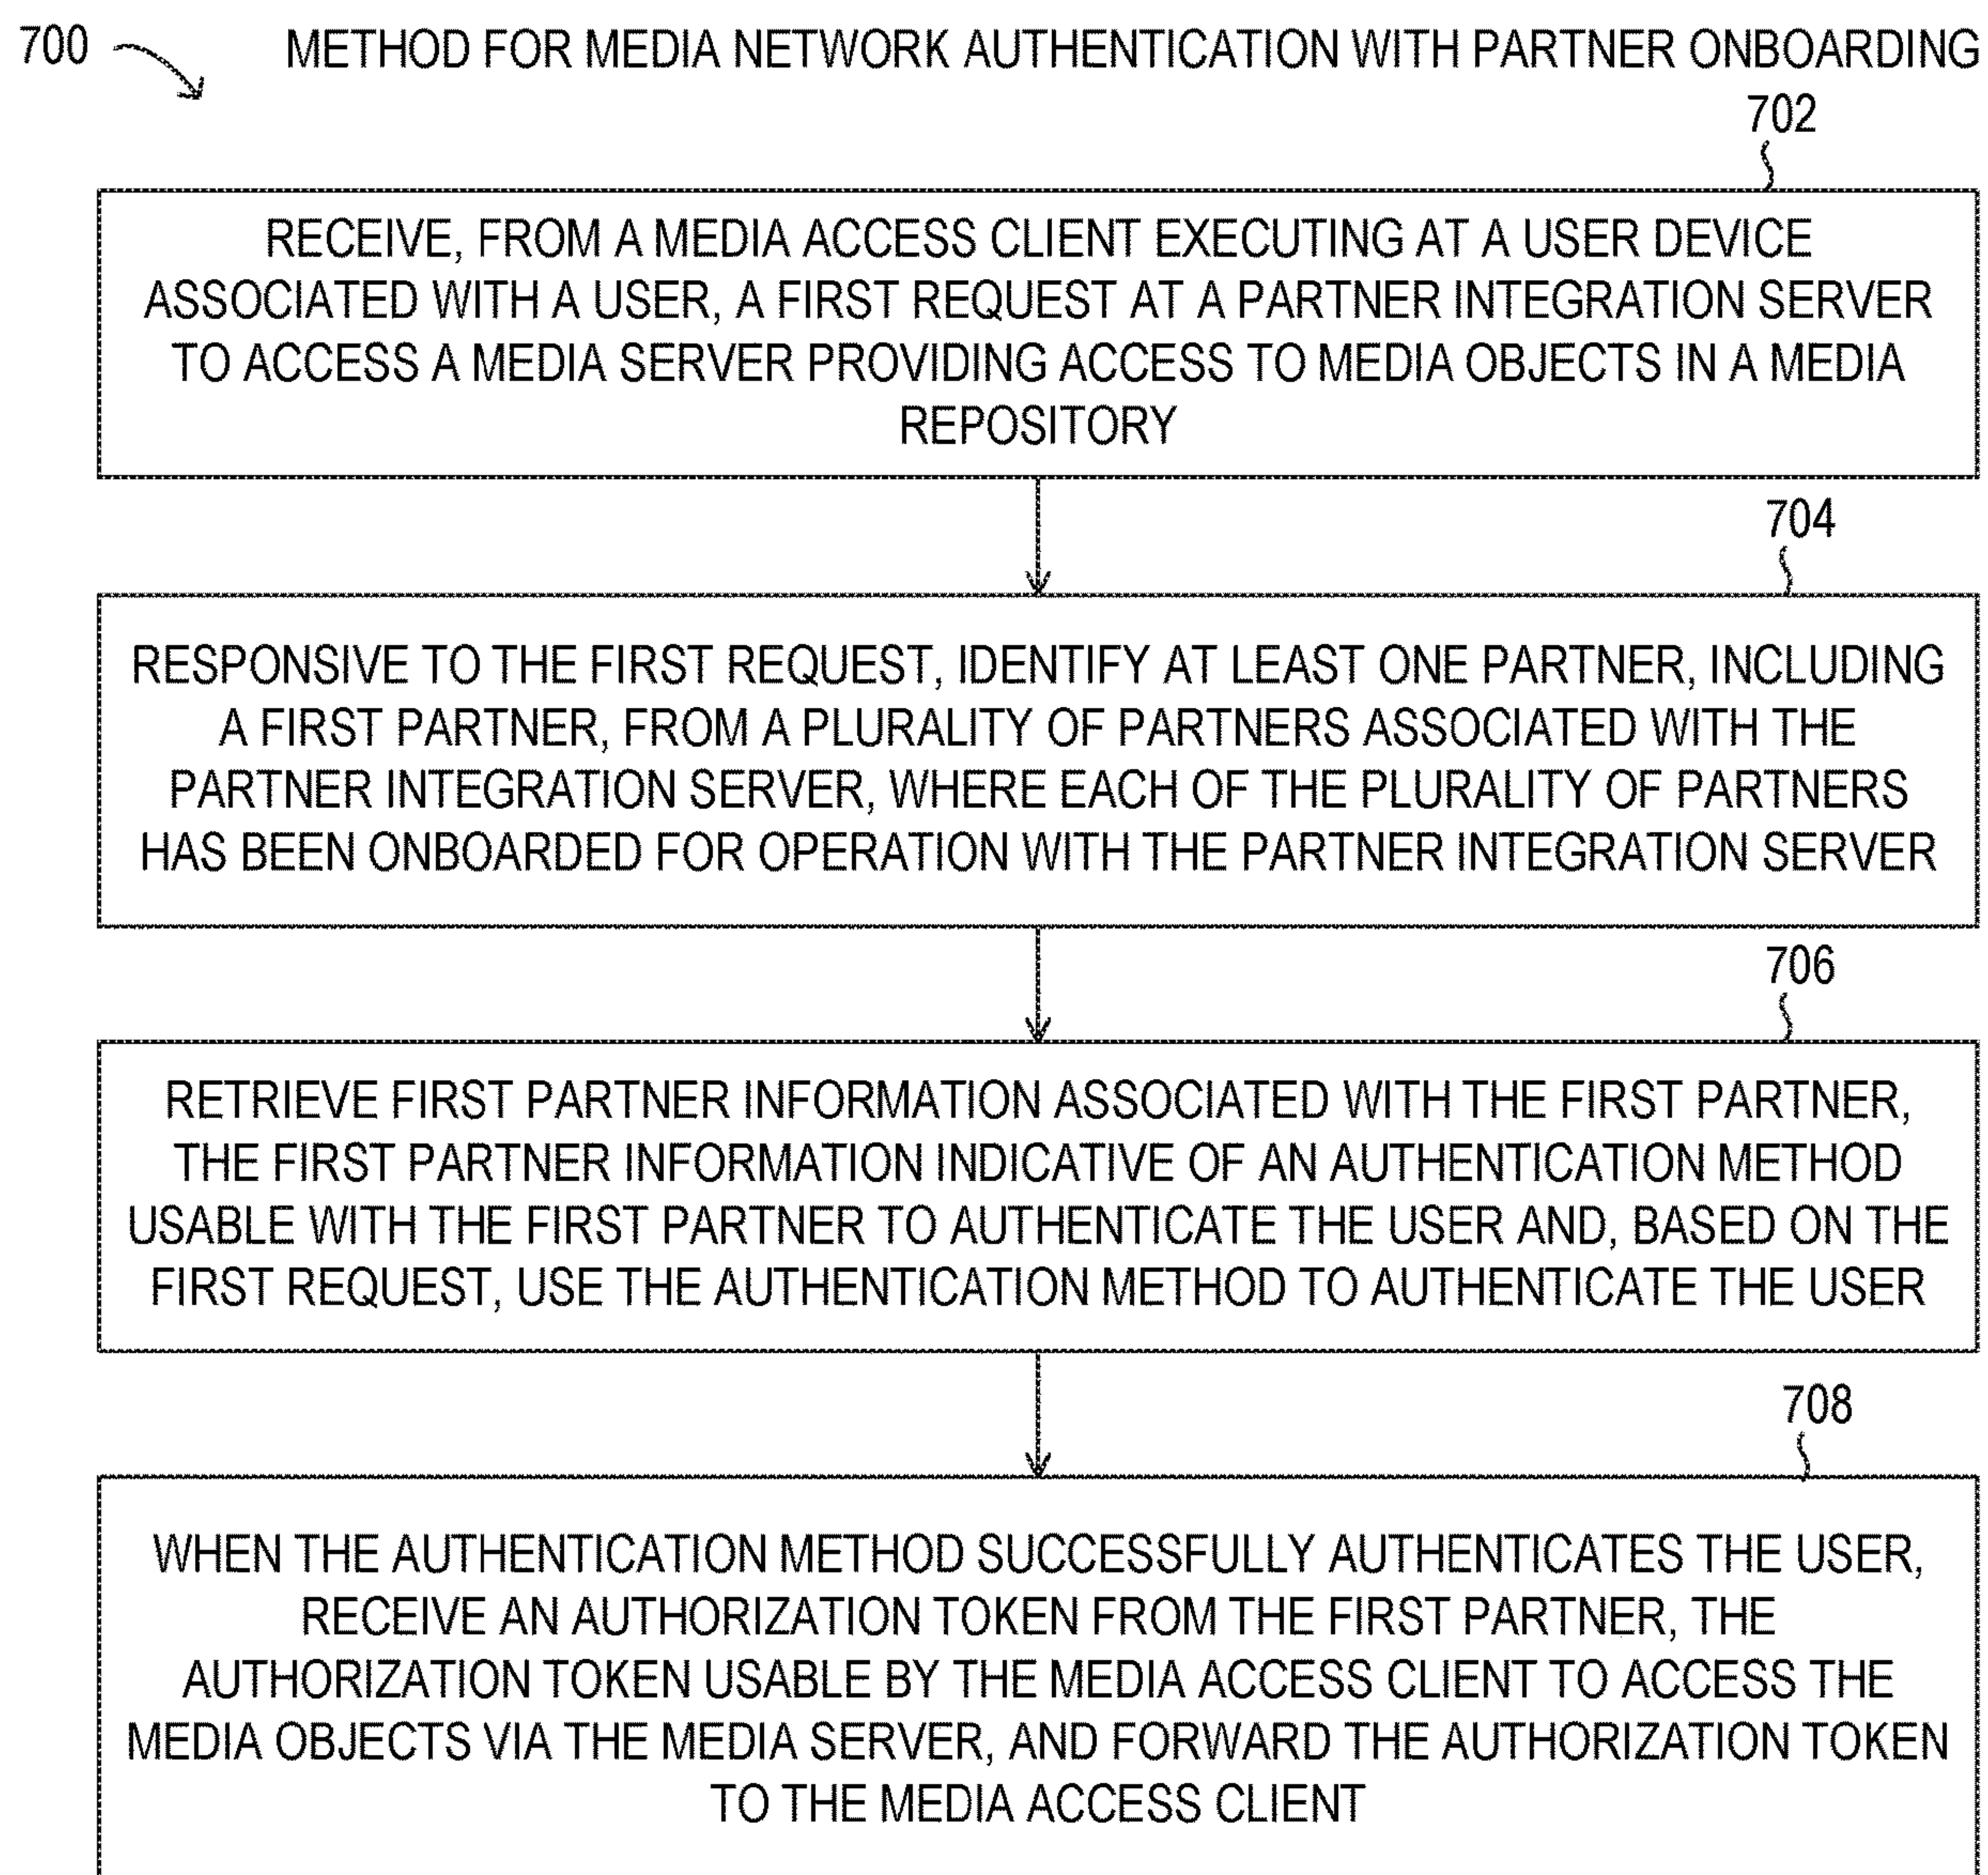 700
METHOD FOR MEDIA NETWORK AUTHENTICATION WITH PARTNER ONBOARDING
702
RECEIVE, FROM A MEDIA ACCESS CLIENT EXECUTING AT A USER DEVICE
ASSOCIATED WITH A USER, A FIRST REQUEST AT A PARTNER INTEGRATION SERVER
TO ACCESS A MEDIA SERVER PROVIDING ACCESS TO MEDIA OBJECTS IN A MEDIA
REPOSITORY
704
RESPONSIVE TO THE FIRST REQUEST, IDENTIFY AT LEAST ONE PARTNER, INCLUDING
A FIRST PARTNER, FROM A PLURALITY OF PARTNERS ASSOCIATED WITH THE
PARTNER INTEGRATION SERVER, WHERE EACH OF THE PLURALITY OF PARTNERS
HAS BEEN ONBOARDED FOR OPERATION WITH THE PARTNER INTEGRATION SERVER
706
RETRIEVE FIRST PARTNER INFORMATION ASSOCIATED WITH THE FIRST PARTNER,
THE FIRST PARTNER INFORMATION INDICATIVE OF AN AUTHENTICATION METHOD
USABLE WITH THE FIRST PARTNER TO AUTHENTICATE THE USER AND, BASED ON THE
FIRST REQUEST, USE THE AUTHENTICATION METHOD TO AUTHENTICATE THE USER
708
WHEN THE AUTHENTICATION METHOD SUCCESSFULLY AUTHENTICATES THE USER,
RECEIVE AN AUTHORIZATION TOKEN FROM THE FIRST PARTNER, THE
AUTHORIZATION TOKEN USABLE BY THE MEDIA ACCESS CLIENT TO ACCESS THE
MEDIA OBJECTS VIA THE MEDIA SERVER, AND FORWARD THE AUTHORIZATION TOKEN
TO THE MEDIA ACCESS CLIENT